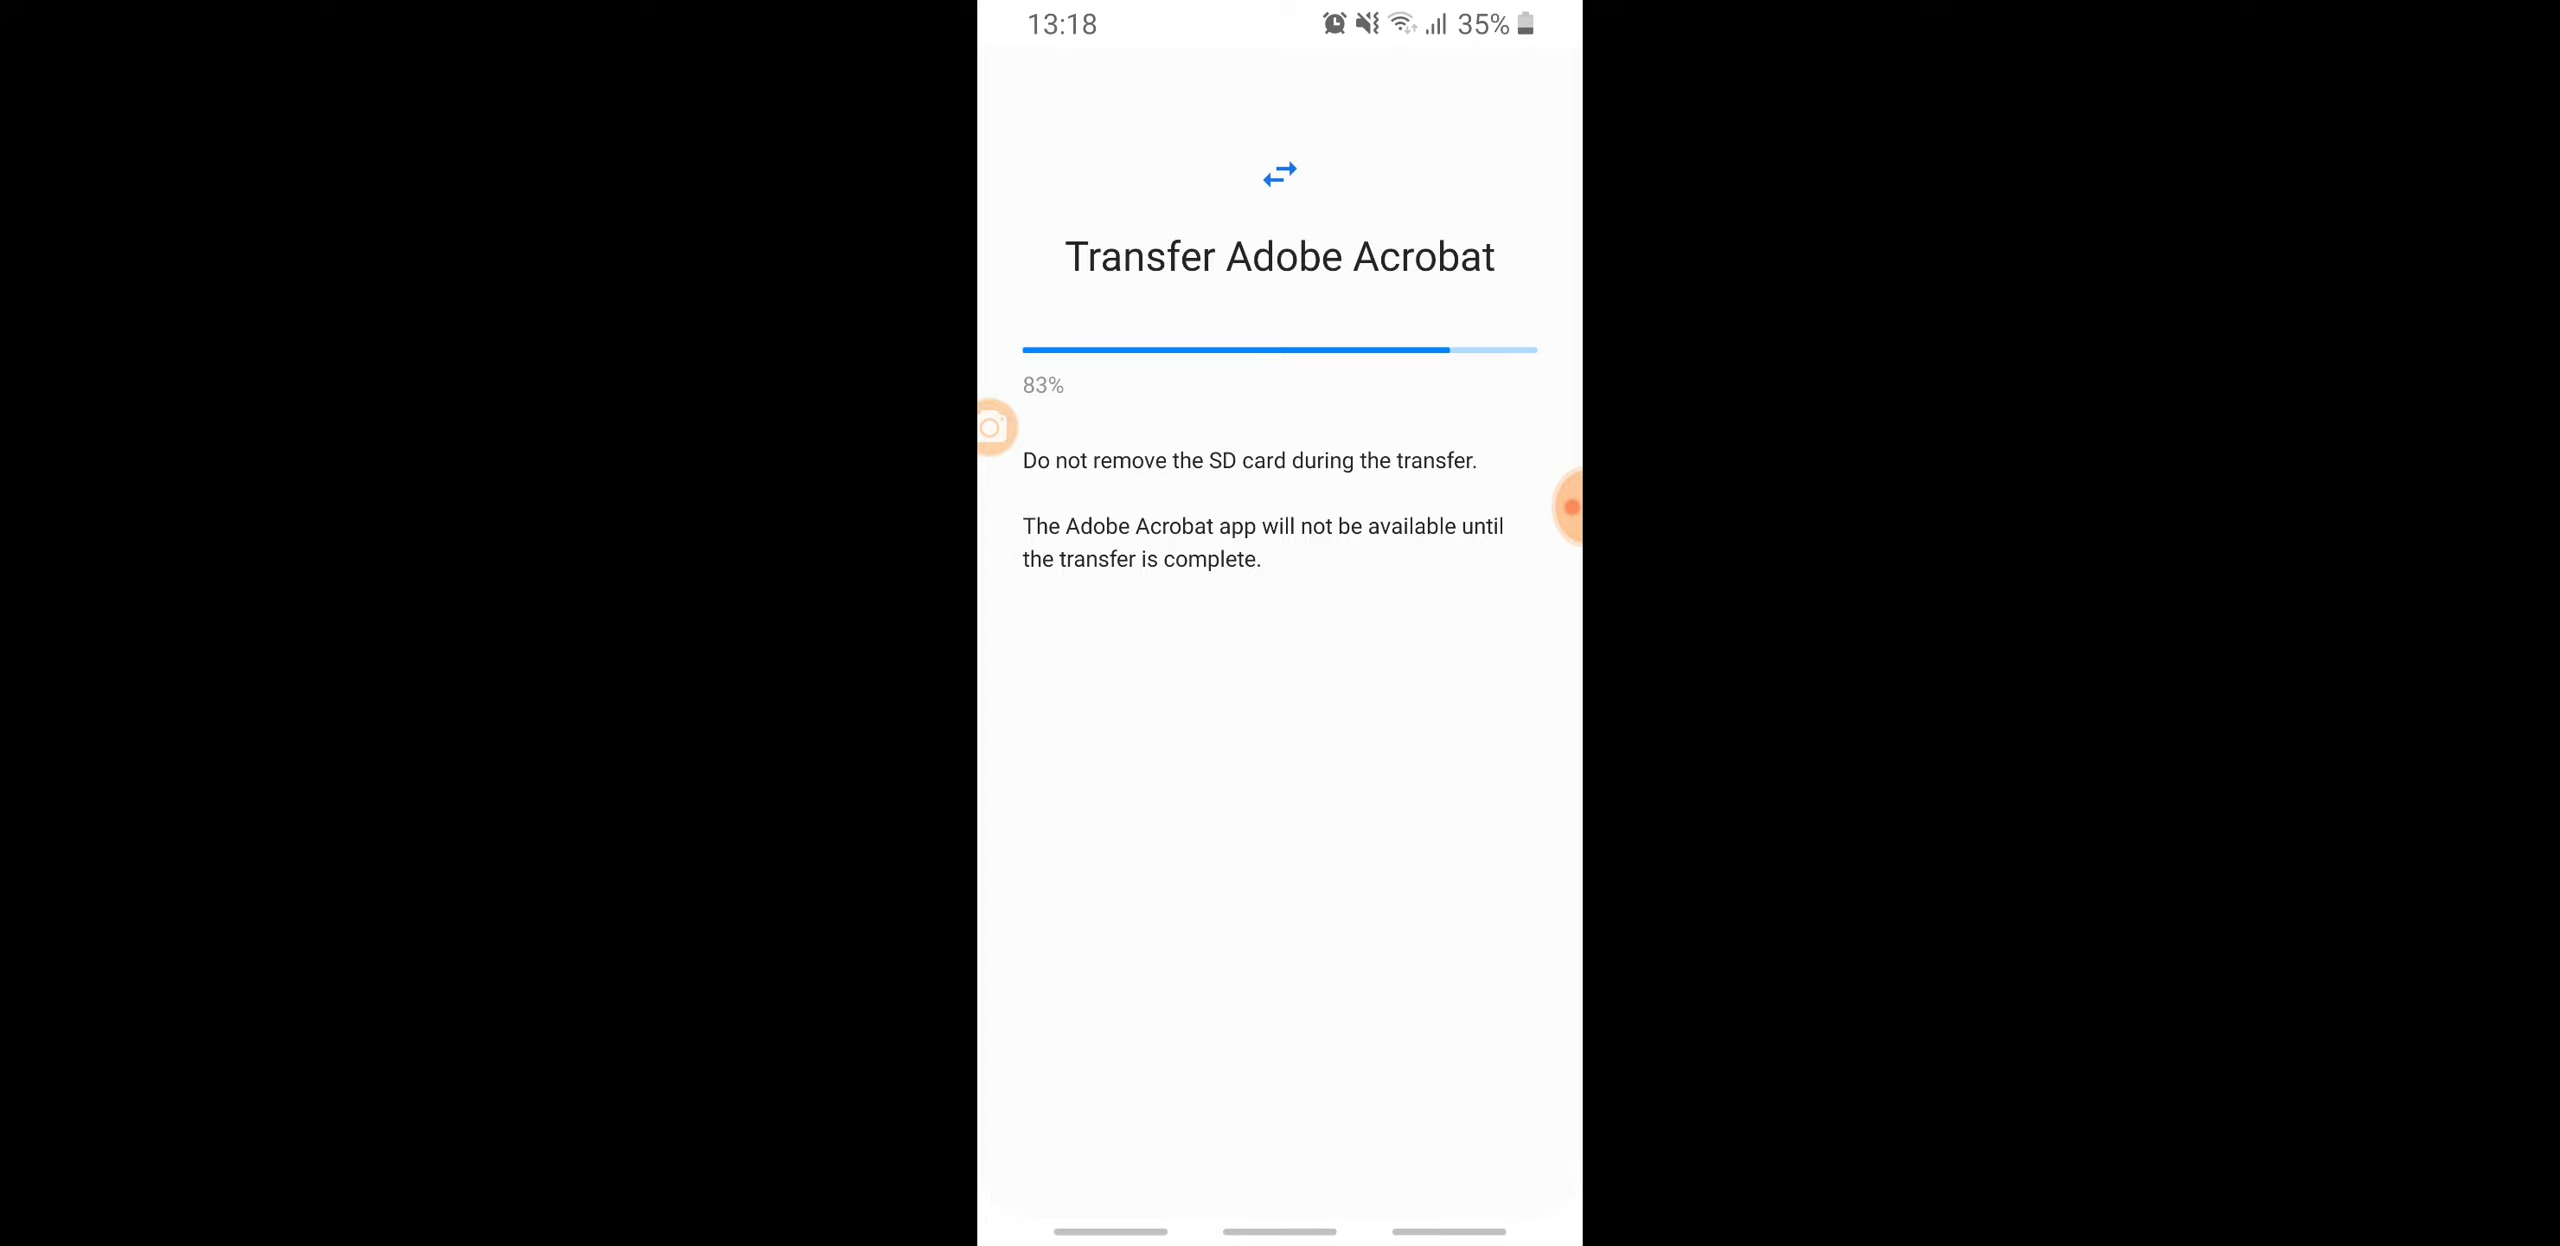 13:18
35%
Transfer Adobe Acrobat
83%
Do not remove the SD card during the transfer.
The Adobe Acrobat app will not be available until
the transfer is complete.